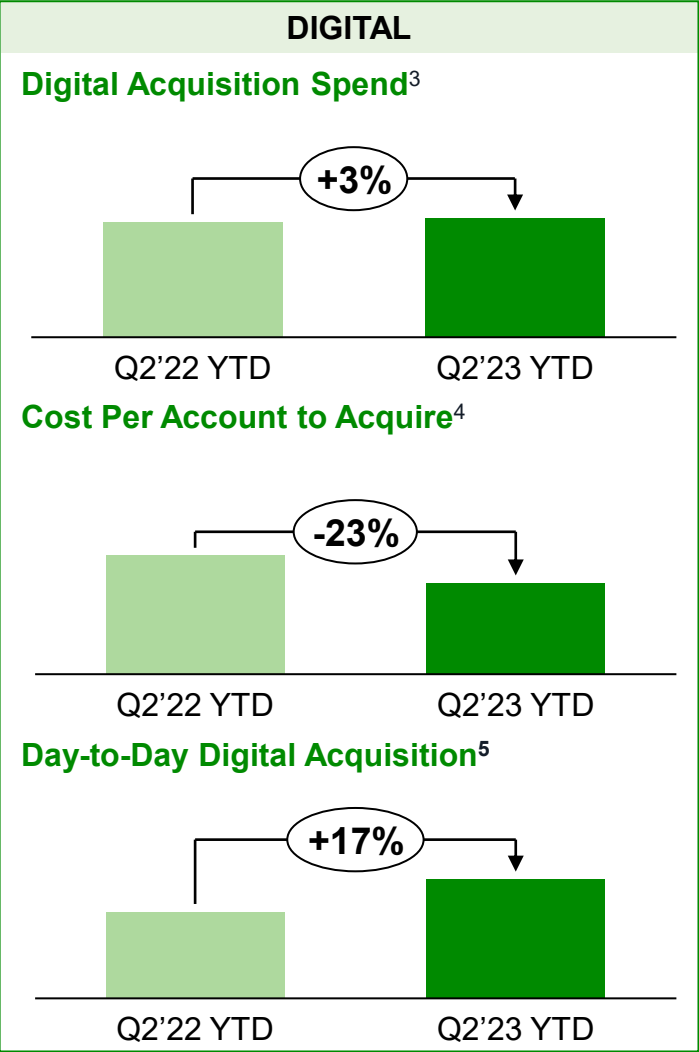 DIGITAL
Digital Acquisition Spend³
+3%
Q2’22 YTD Q2’23 YTD
Cost Per Account to Acquire⁴
-23%
Q2’22 YTD Q2’23 YTD
Day-to-Day Digital Acquisition⁵
+17%
Q2’22 YTD Q2’23 YTD